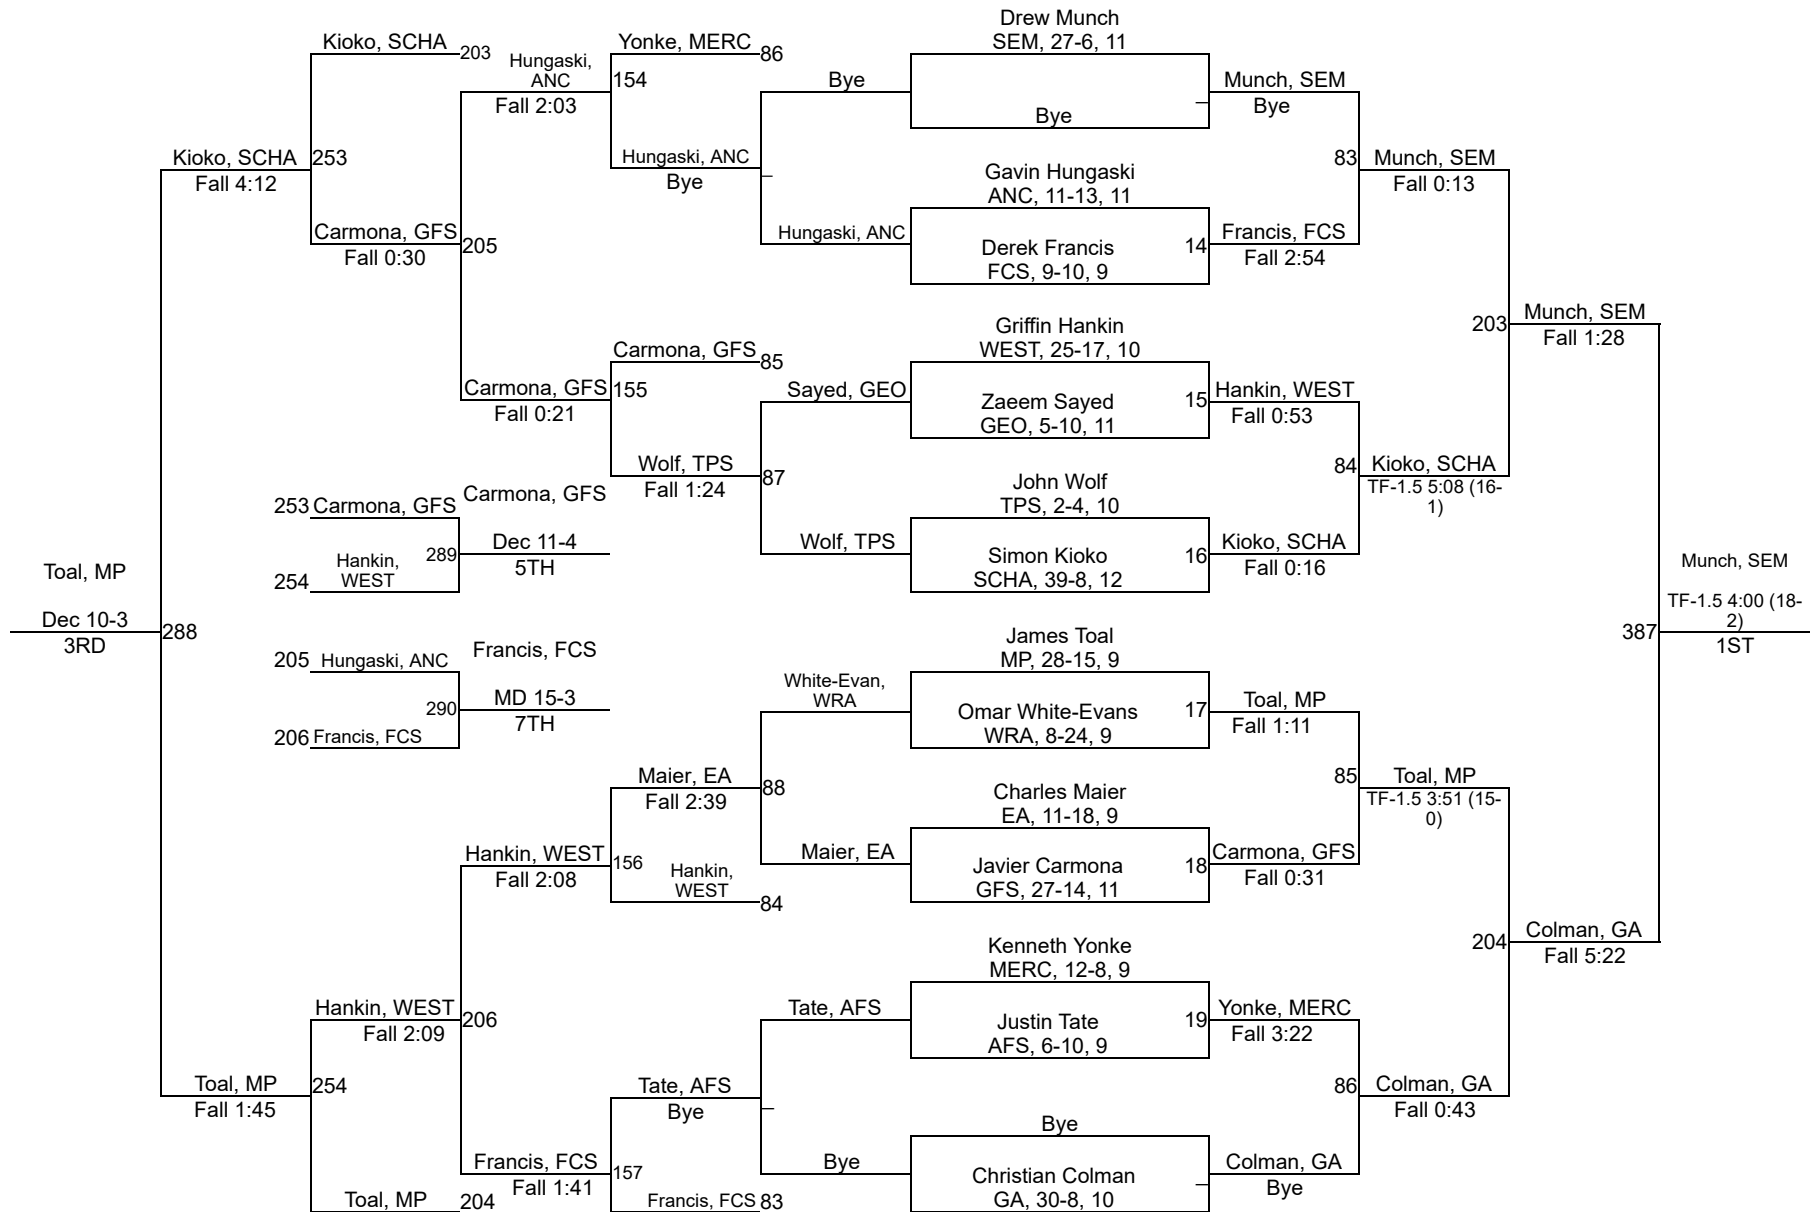 Drew Munch
SEM, 27-6, 11
Kioko, SCHA
203
Hungaski,
ANC
Fall 2:03
Yonke, MERC
86
154
Bye
Bye
Munch, SEM
Bye
Kioko, SCHA
Fall 4:12
253
Hungaski, ANC
Bye
Gavin Hungaski
ANC, 11-13, 11
83
Munch, SEM
Fall 0:13
Carmona, GFS
Fall 0:30
205
Hungaski, ANC
Derek Francis
FCS, 9-10, 9
14
Francis, FCS
Fall 2:54
Griffin Hankin
WEST, 25-17, 10
203
Munch, SEM
Fall 1:28
Carmona, GFS
85
Carmona, GFS
Fall 0:21
155
Sayed, GEO
Zaeem Sayed
GEO, 5-10, 11
15
Hankin, WEST
Fall 0:53
Wolf, TPS
Fall 1:24
87
John Wolf
TPS, 2-4, 10
84
Kioko, SCHA
TF-1.5 5:08 (16-
1)
253
Carmona, GFS
Carmona, GFS
Hankin,
WEST
254
289
Dec 11-4
5TH
Wolf, TPS
Simon Kioko
SCHA, 39-8, 12
16
Kioko, SCHA
Fall 0:16
Toal, MP
Dec 10-3
3RD
288
Munch, SEM
TF-1.5 4:00 (18-
2)
1ST
387
205
Hungaski, ANC
Francis, FCS
290
MD 15-3
7TH
206
Francis, FCS
James Toal
MP, 28-15, 9
White-Evan,
WRA
Omar White-Evans
WRA, 8-24, 9
17
Toal, MP
Fall 1:11
Maier, EA
Fall 2:39
88
Charles Maier
EA, 11-18, 9
85
Toal, MP
TF-1.5 3:51 (15-
0)
Hankin, WEST
Fall 2:08
156
Hankin,
WEST
84
Maier, EA
Javier Carmona
GFS, 27-14, 11
18
Carmona, GFS
Fall 0:31
Kenneth Yonke
MERC, 12-8, 9
204
Colman, GA
Fall 5:22
Hankin, WEST
Fall 2:09
206
Tate, AFS
Justin Tate
AFS, 6-10, 9
19
Yonke, MERC
Fall 3:22
Toal, MP
Fall 1:45
254
Tate, AFS
Bye
86
Colman, GA
Fall 0:43
Bye
Francis, FCS
Fall 1:41
157
Bye
Christian Colman
GA, 30-8, 10
Colman, GA
Bye
Toal, MP
204
Francis, FCS
83